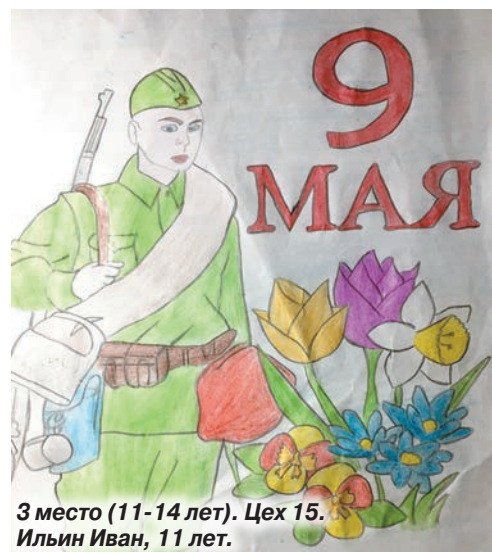 9
МАЯ
3 место (11-14 лет). Цех 15.
Ильин Иван, 11 лет.